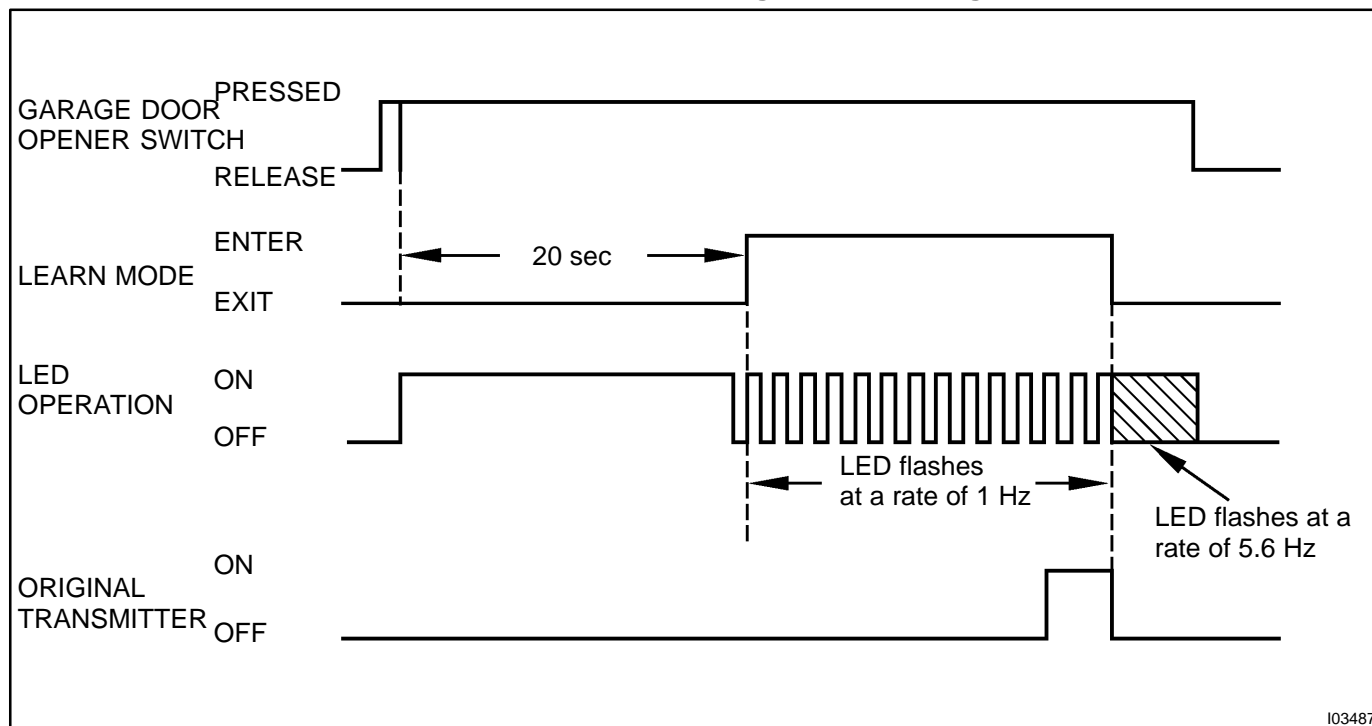 PRESSED
GARAGE DOOR
OPENER SWITCH
RELEASE
ENTER
20 sec
LEARN MODE
EXIT
LED
OPERATION
ON
OFF
LED flashes
at a rate of 1 Hz
LED flashes at a
rate of 5.6 Hz
ON
ORIGINAL
TRANSMITTER
OFF
I03487